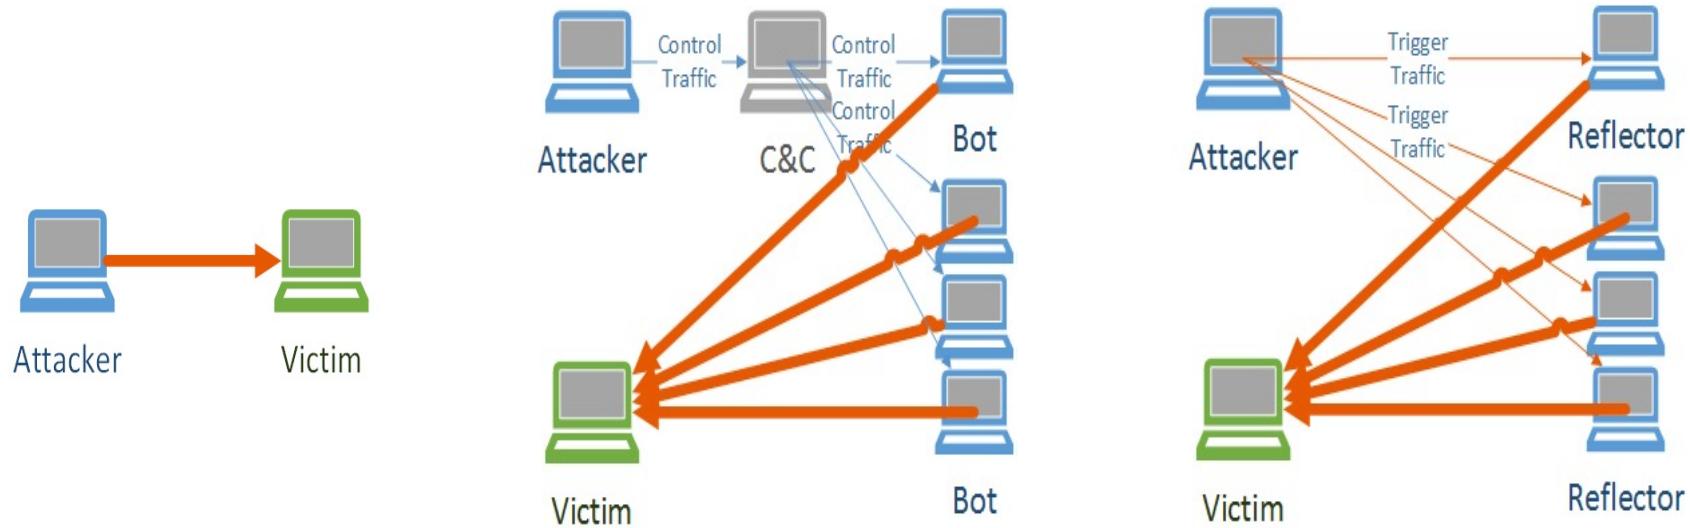 Attacker
Victim
Control
Traffic
Control
Traffic
Control
Traffic
Attacker
C&C
Bot
Victim
Bot
Trigger
Traffic
Trigger
Traffic
Attacker
Reflector
Victim
Reflector